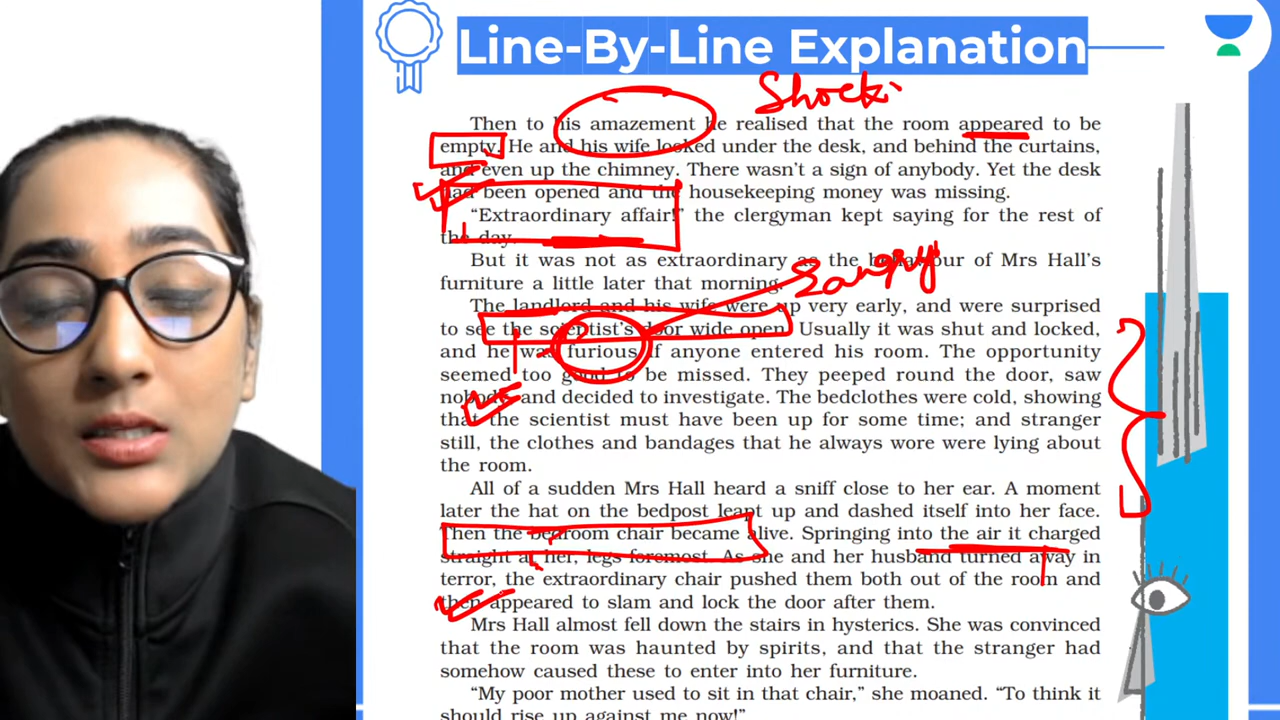 Line-By-Line Explanation
Shocki
Then to his amazement he realised that the room appeared to be
empty. He and his wife looked under the desk, and behind the curtains,
and even up the chimney. There wasn't a sign of anybody. Yet the desk
had been opened and the housekeeping money was missing.
“Extraordinary affair!” the clergyman kept saying for the rest of
the day.
But it was not as extraordinary as the behaviour of Mrs Hall's
furniture a little later that morning.
angry
The landlord and his wife were up very early, and were surprised
to see the scientist's door wide open. Usually it was shut and locked,
and he was furious if anyone entered his room. The opportunity
seemed too good to be missed. They peeped round the door, saw
nobody, and decided to investigate. The bedclothes were cold, showing
that the scientist must have been up for some time; and stranger
still, the clothes and bandages that he always wore were lying about
the room.
All of a sudden Mrs Hall heard a sniff close to her ear. A moment
later the hat on the bedpost leapt up and dashed itself into her face.
Then the bedroom chair became alive. Springing into the air it charged
straight at her, legs foremost. As she and her husband turned away in
terror, the extraordinary chair pushed them both out of the room and
then appeared to slam and lock the door after them.
Mrs Hall almost fell down the stairs in hysterics. She was convinced
that the room was haunted by spirits, and that the stranger had
somehow caused these to enter into her furniture.
“My poor mother used to sit in that chair,” she moaned. “To think it
should rise up against me now!”